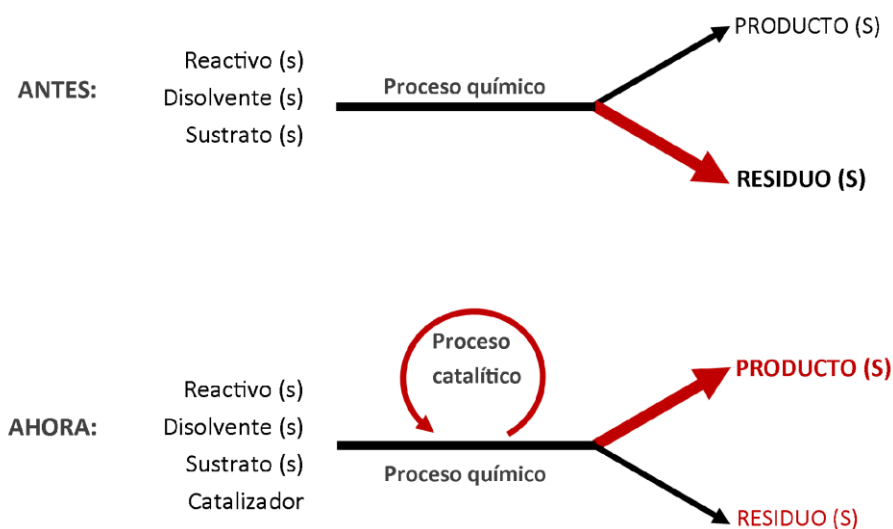 ANTES:
Reactivo (s)
Disolvente (s)
Sustrato (s)
Proceso químico
PRODUCTO (S)
RESIDUO (S)
AHORA:
Reactivo (s)
Disolvente (s)
Sustrato (s)
Catalizador
Proceso
catalítico
Proceso químico
PRODUCTO (S)
RESIDUO (S)